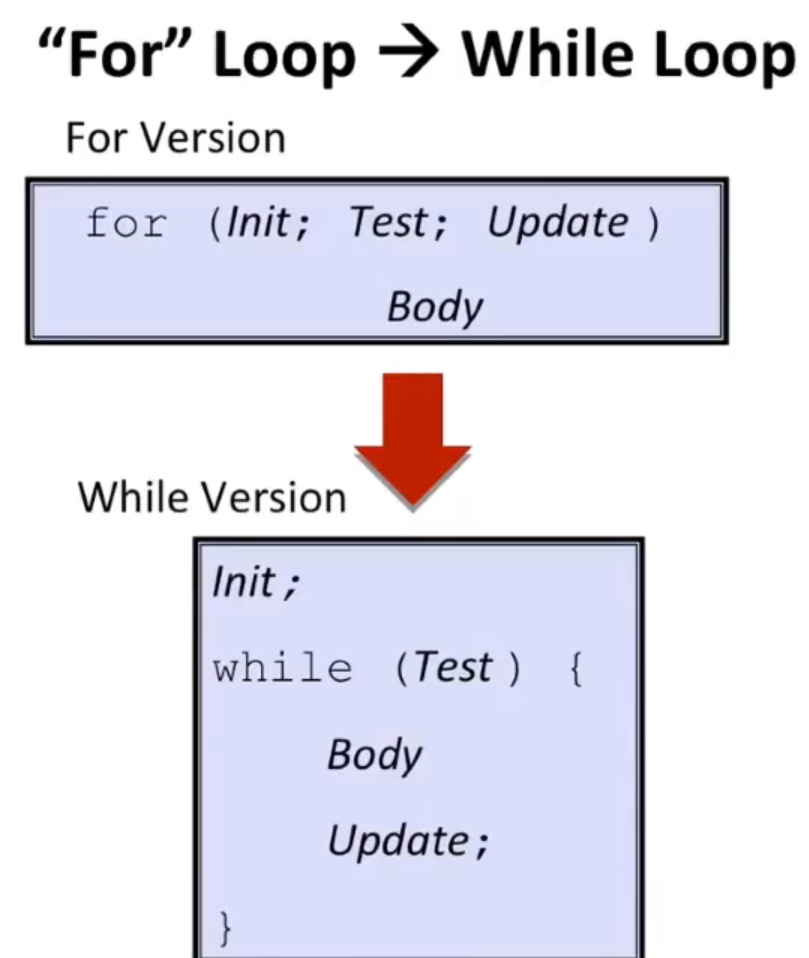 “For” Loop → While Loop
For Version
for (Init; Test; Update )
Body
While Version
Init ;
while (Test ) {
Body
Update ;
}